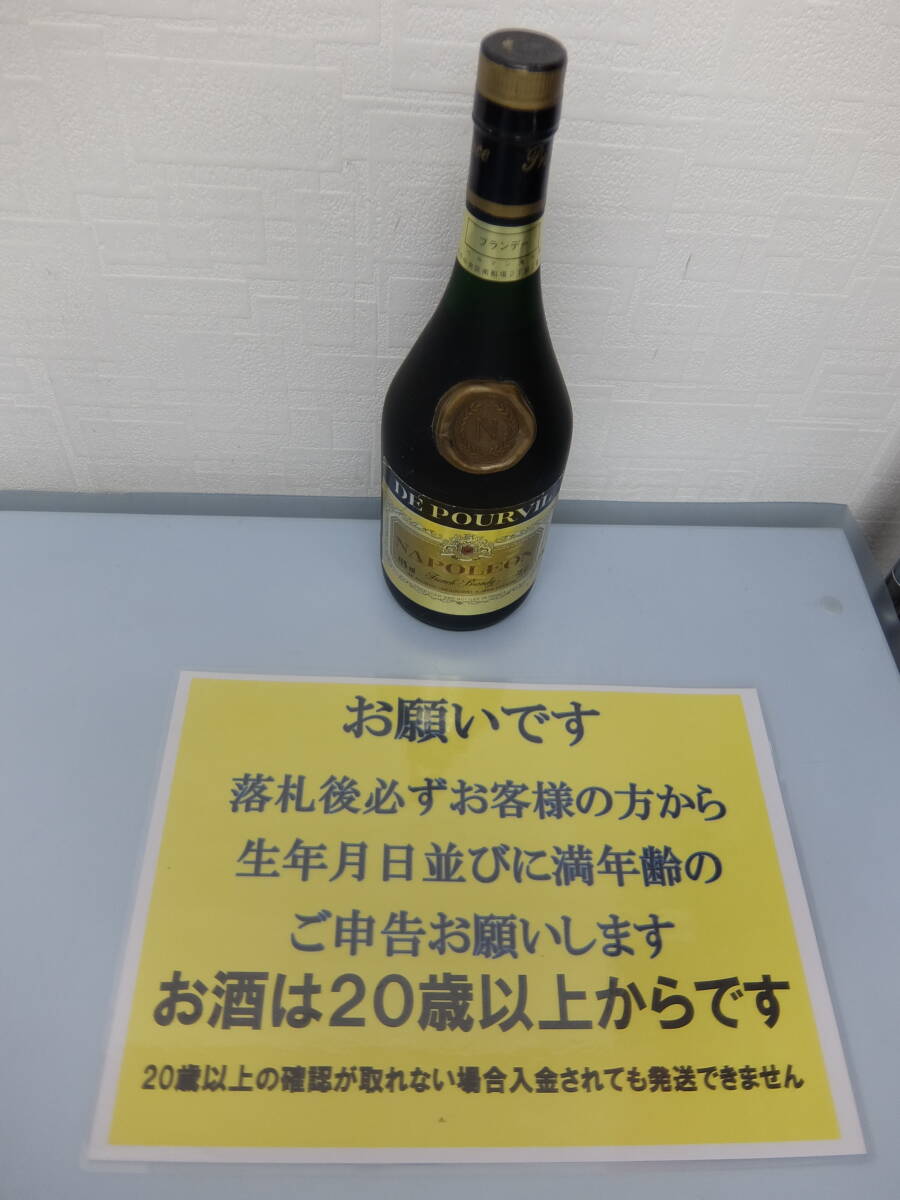 ブランデー
N
DE POURVIL
NAPOLEON
French Brandy
お願いです
落札後必ずお客様の方から
生年月日並びに満年齢の
ご申告お願いします
お酒は20歳以上からです
20歳以上の確認が取れない場合入金されても発送できません